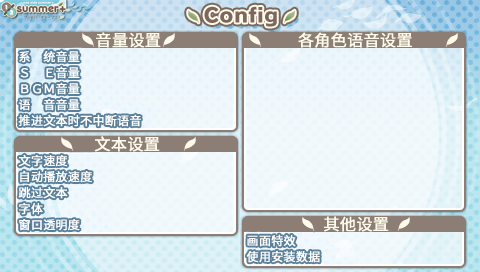 summer+
Config
音量设置
系　统音量
Ｓ　Ｅ音量
ＢＧＭ音量
语　音音量
推进文本时不中断语音
文本设置
文字速度
自动播放速度
跳过文本
字体
窗口透明度
各角色语音设置
其他设置
画面特效
使用安装数据